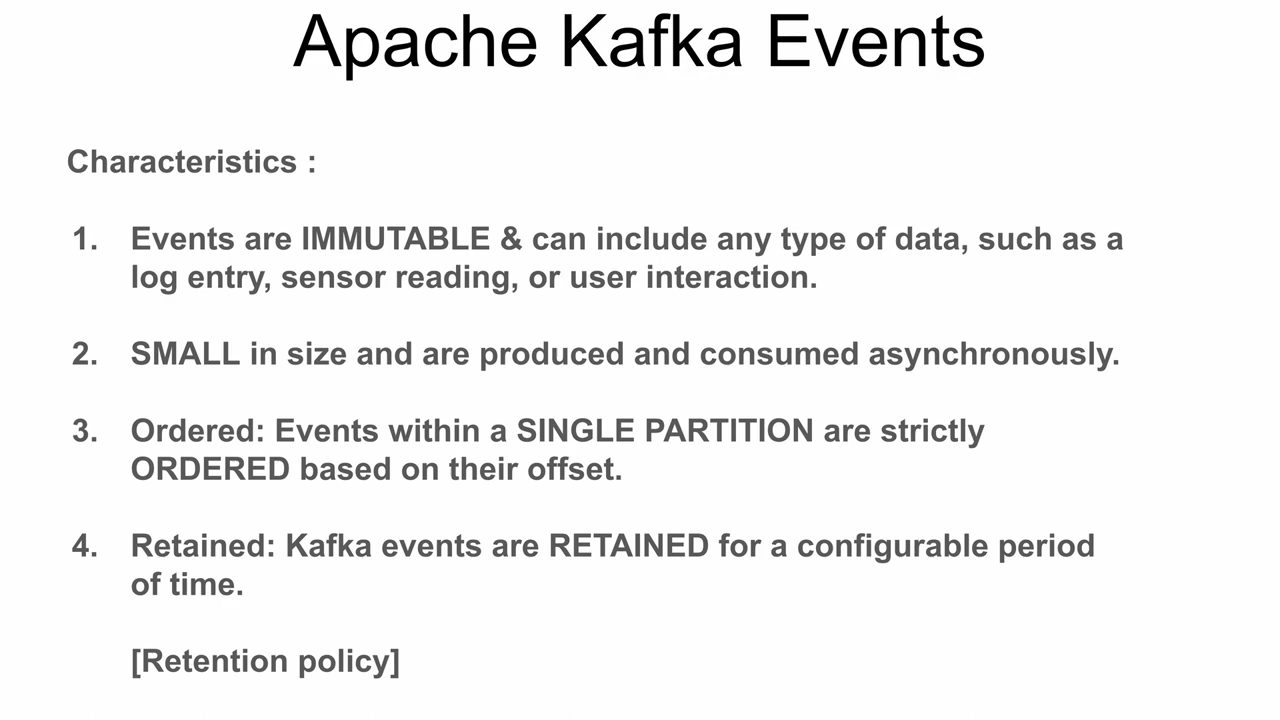 Apache Kafka Events
Characteristics :
1. Events are IMMUTABLE & can include any type of data, such as a
log entry, sensor reading, or user interaction.
2. SMALL in size and are produced and consumed asynchronously.
3. Ordered: Events within a SINGLE PARTITION are strictly
ORDERED based on their offset.
4. Retained: Kafka events are RETAINED for a configurable period
of time.
[Retention policy]